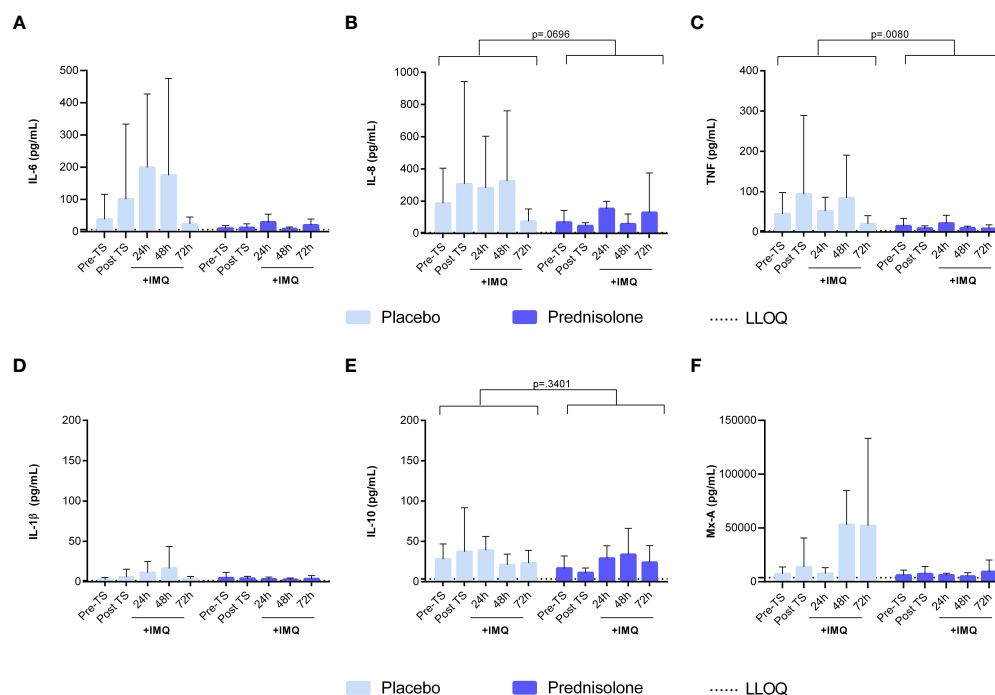 A
B
C
p=.0696
p=.0080
IL-6 (pg/mL)
500
400
300
200
100
0
Pre-TS
Post TS
24h
48h
72h
Pre-TS
Post TS
24h
48h
72h
+IMQ
+IMQ
IL-8 (pg/mL)
1000
800
600
400
200
0
Pre-TS
Post TS
24h
48h
72h
Pre-TS
Post TS
24h
48h
72h
+IMQ
+IMQ
TNF (pg/mL)
400
300
200
100
0
Pre-TS
Post TS
24h
48h
72h
Pre-TS
Post TS
24h
48h
72h
+IMQ
+IMQ
Placebo
Prednisolone
LLOQ
D
E
F
p=.3401
IL-1β (pg/mL)
200
150
100
50
0
Pre-TS
Post TS
24h
48h
72h
Pre-TS
Post TS
24h
48h
72h
+IMQ
+IMQ
IL-10 (pg/mL)
200
150
100
50
0
Pre-TS
Post TS
24h
48h
72h
Pre-TS
Post TS
24h
48h
72h
+IMQ
+IMQ
Mx-A (pg/mL)
150000
100000
50000
0
Pre-TS
Post TS
24h
48h
72h
Pre-TS
Post TS
24h
48h
72h
+IMQ
+IMQ
Placebo
Prednisolone
LLOQ